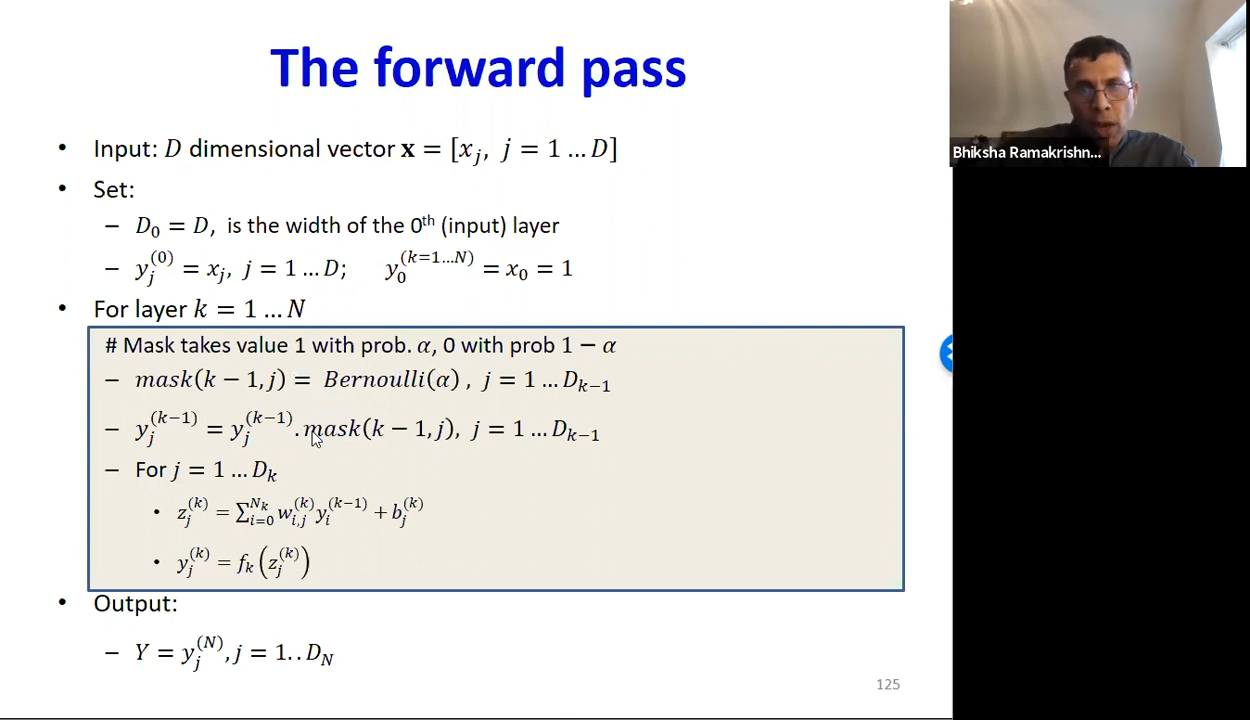 The forward pass
• Input: D dimensional vector x = [x_j, j = 1 … D]
• Set:
– D_0 = D, is the width of the 0^th (input) layer
– y_j^(0) = x_j, j = 1 … D; y_0^(k=1…N) = x_0 = 1
• For layer k = 1 … N
# Mask takes value 1 with prob. α, 0 with prob 1 − α
– mask(k − 1, j) = Bernoulli(α) , j = 1 … D_{k−1}
– y_j^(k−1) = y_j^(k−1) . mask(k − 1, j), j = 1 … D_{k−1}
– For j = 1 … D_k
• z_j^(k) = ∑_{i=0}^{N_k} w_{i,j}^(k) y_i^(k−1) + b_j^(k)
• y_j^(k) = f_k (z_j^(k))
• Output:
– Y = y_j^(N), j = 1. . D_N
125
Bhiksha Ramakrishn...